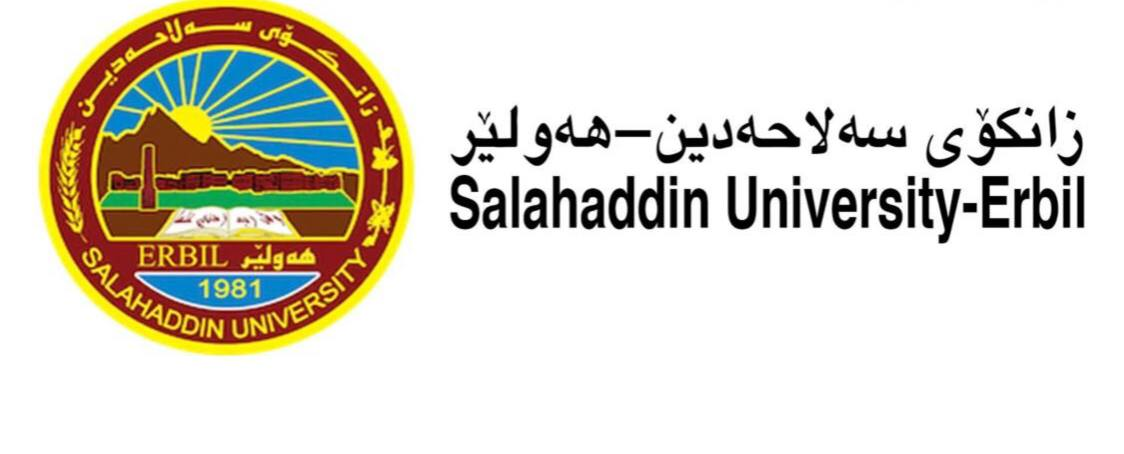 زانكۆی سەلاحەدین
ERBIL هەولێر
1981
SALAHADDIN UNIVERSITY
زانكۆی سەلاحەدین-هەولێر
Salahaddin University-Erbil